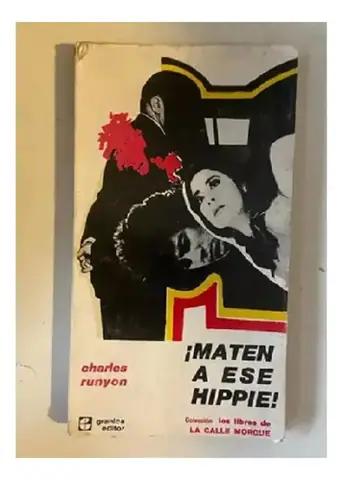 charles
runyon
¡MATEN
A ESE
HIPPIE!
Colección los libros de
LA CALLE MORGUE
granica
editor